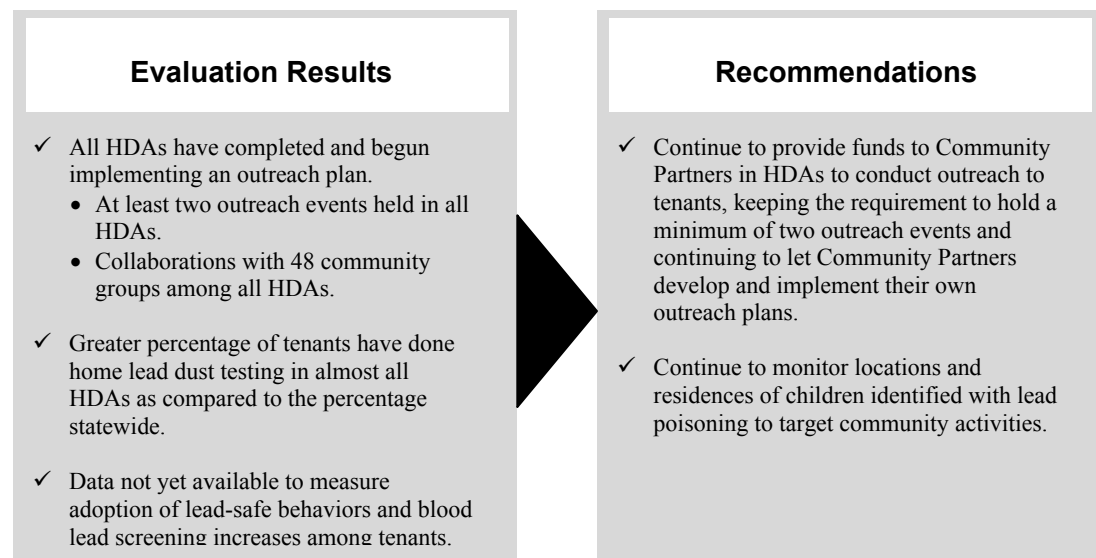 Evaluation Results
✓ All HDAs have completed and begun
implementing an outreach plan.
• At least two outreach events held in all
HDAs.
• Collaborations with 48 community
groups among all HDAs.
✓ Greater percentage of tenants have done
home lead dust testing in almost all
HDAs as compared to the percentage
statewide.
✓ Data not yet available to measure
adoption of lead-safe behaviors and blood
lead screening increases among tenants.
Recommendations
✓ Continue to provide funds to Community
Partners in HDAs to conduct outreach to
tenants, keeping the requirement to hold a
minimum of two outreach events and
continuing to let Community Partners
develop and implement their own
outreach plans.
✓ Continue to monitor locations and
residences of children identified with lead
poisoning to target community activities.